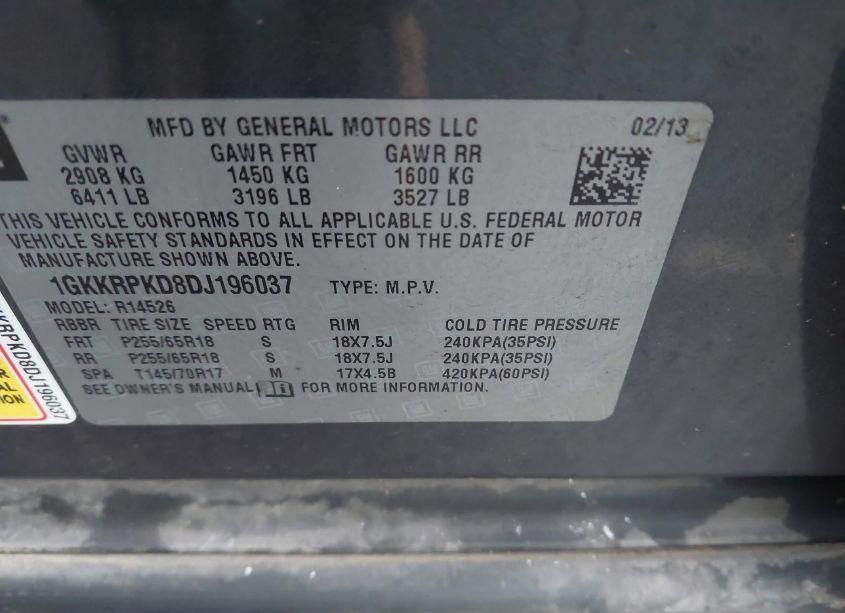 MFD BY GENERAL MOTORS LLC 02/13
GVWR GAWR FRT GAWR RR
2908 KG 1450 KG 1600 KG
6411 LB 3196 LB 3527 LB
THIS VEHICLE CONFORMS TO ALL APPLICABLE U.S. FEDERAL MOTOR
VEHICLE SAFETY STANDARDS IN EFFECT ON THE DATE OF
MANUFACTURE SHOWN ABOVE.
1GKKRPKD8DJ196037 TYPE: M.P.V.
MODEL: R14526
RBBR TIRE SIZE SPEED RTG RIM COLD TIRE PRESSURE
FRT P255/65R18 S 18X7.5J 240KPA(35PSI)
RR P255/65R18 S 18X7.5J 240KPA(35PSI)
SPA T145/70R17 M 17X4.5B 420KPA(60PSI)
SEE OWNER'S MANUAL FOR MORE INFORMATION.
KRPKD8DJ196037